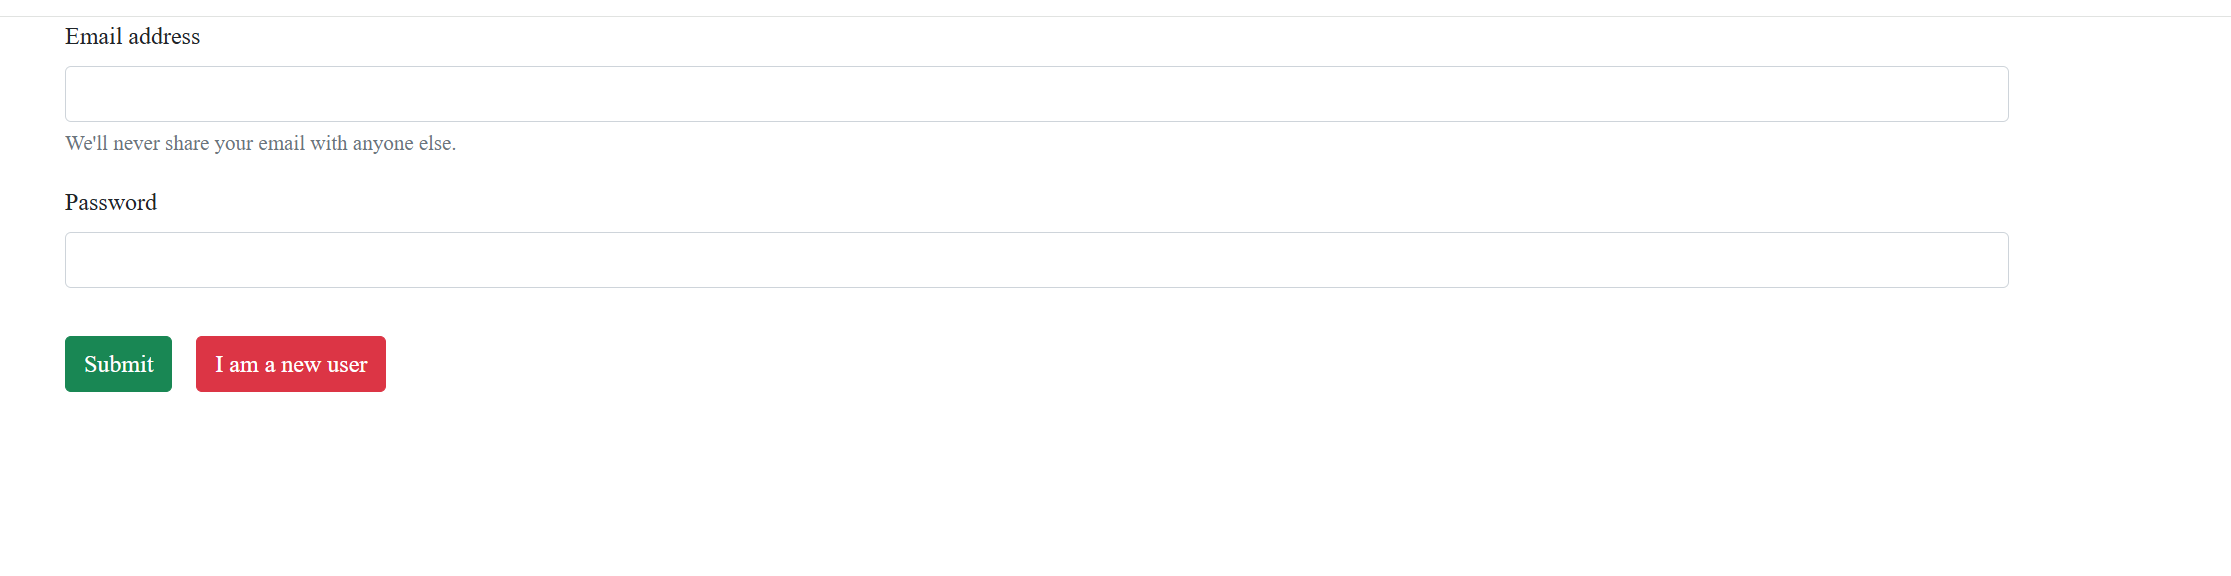 Email address
We'll never share your email with anyone else.
Password
Submit I am a new user